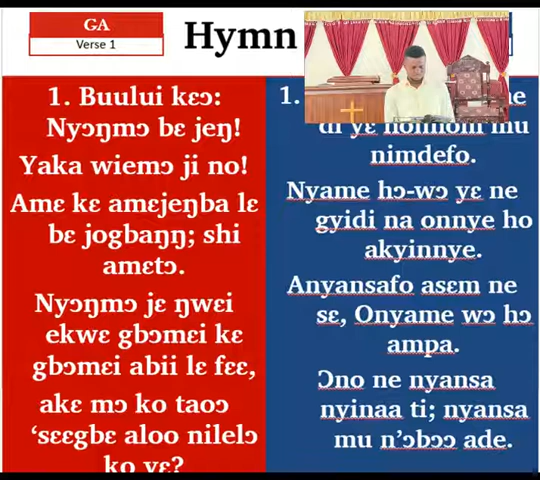 GA
Verse 1
Hymn
1. Buului kɛɔ:
Nyɔŋmɔ bɛ jeŋ!
Yaka wiemɔ ji no!
Amɛ kɛ amɛjeŋba lɛ
bɛ jogbaŋŋ; shi
amɛtɔ.
Nyɔŋmɔ jɛ ŋwɛi
ekwɛ gbɔmɛi kɛ
gbɔmɛi abii lɛ fɛɛ,
akɛ mɔ ko taoɔ
‘sɛɛgbɛ aloo nilelɔ
ko yɛ?
1.
mu
nimdefo.
Nyame hɔ-wɔ yɛ ne
gyidi na onnye ho
akyinnye.
Anyansafo asɛm ne
sɛ, Onyame wɔ hɔ
ampa.
Ɔno ne nyansa
nyinaa ti; nyansa
mu n’ɔbɔɔ ade.